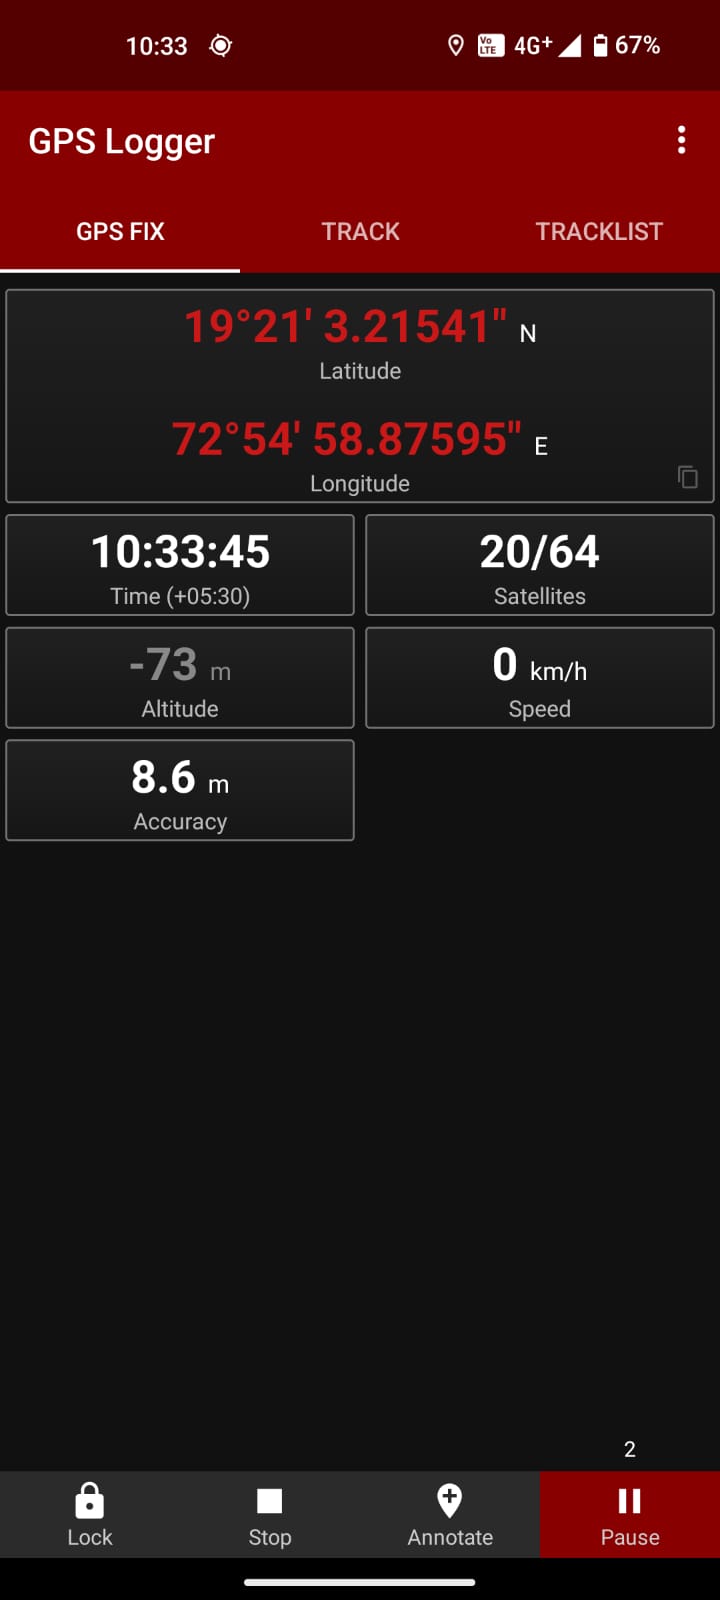 10:33 Vo LTE 4G+ 67%
GPS Logger
GPS FIX TRACK TRACKLIST
19°21' 3.21541" N
Latitude
72°54' 58.87595" E
Longitude
10:33:45 20/64
Time (+05:30) Satellites
-73 m 0 km/h
Altitude Speed
8.6 m
Accuracy
2
Lock Stop Annotate Pause